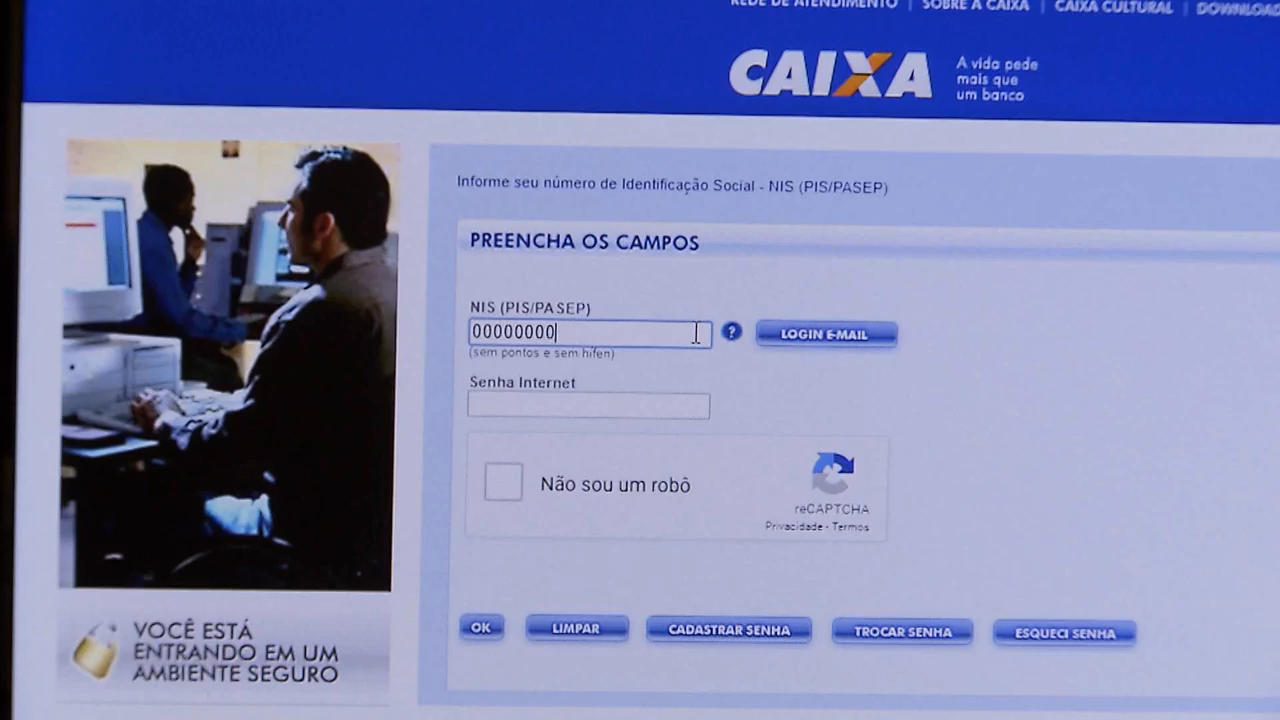 REDE DE ATENDIMENTO | SOBRE A CAIXA | CAIXA CULTURAL | DOWNLOAD
CAIXA
A vida pede
mais que
um banco
Informe seu número de Identificação Social - NIS (PIS/PASEP)
PREENCHA OS CAMPOS
NIS (PIS/PASEP)
00000000
?
LOGIN E-MAIL
(sem pontos e sem hífen)
Senha Internet
Não sou um robô
reCAPTCHA
Privacidade - Termos
OK
LIMPAR
CADASTRAR SENHA
TROCAR SENHA
ESQUECI SENHA
VOCÊ ESTÁ
ENTRANDO EM UM
AMBIENTE SEGURO